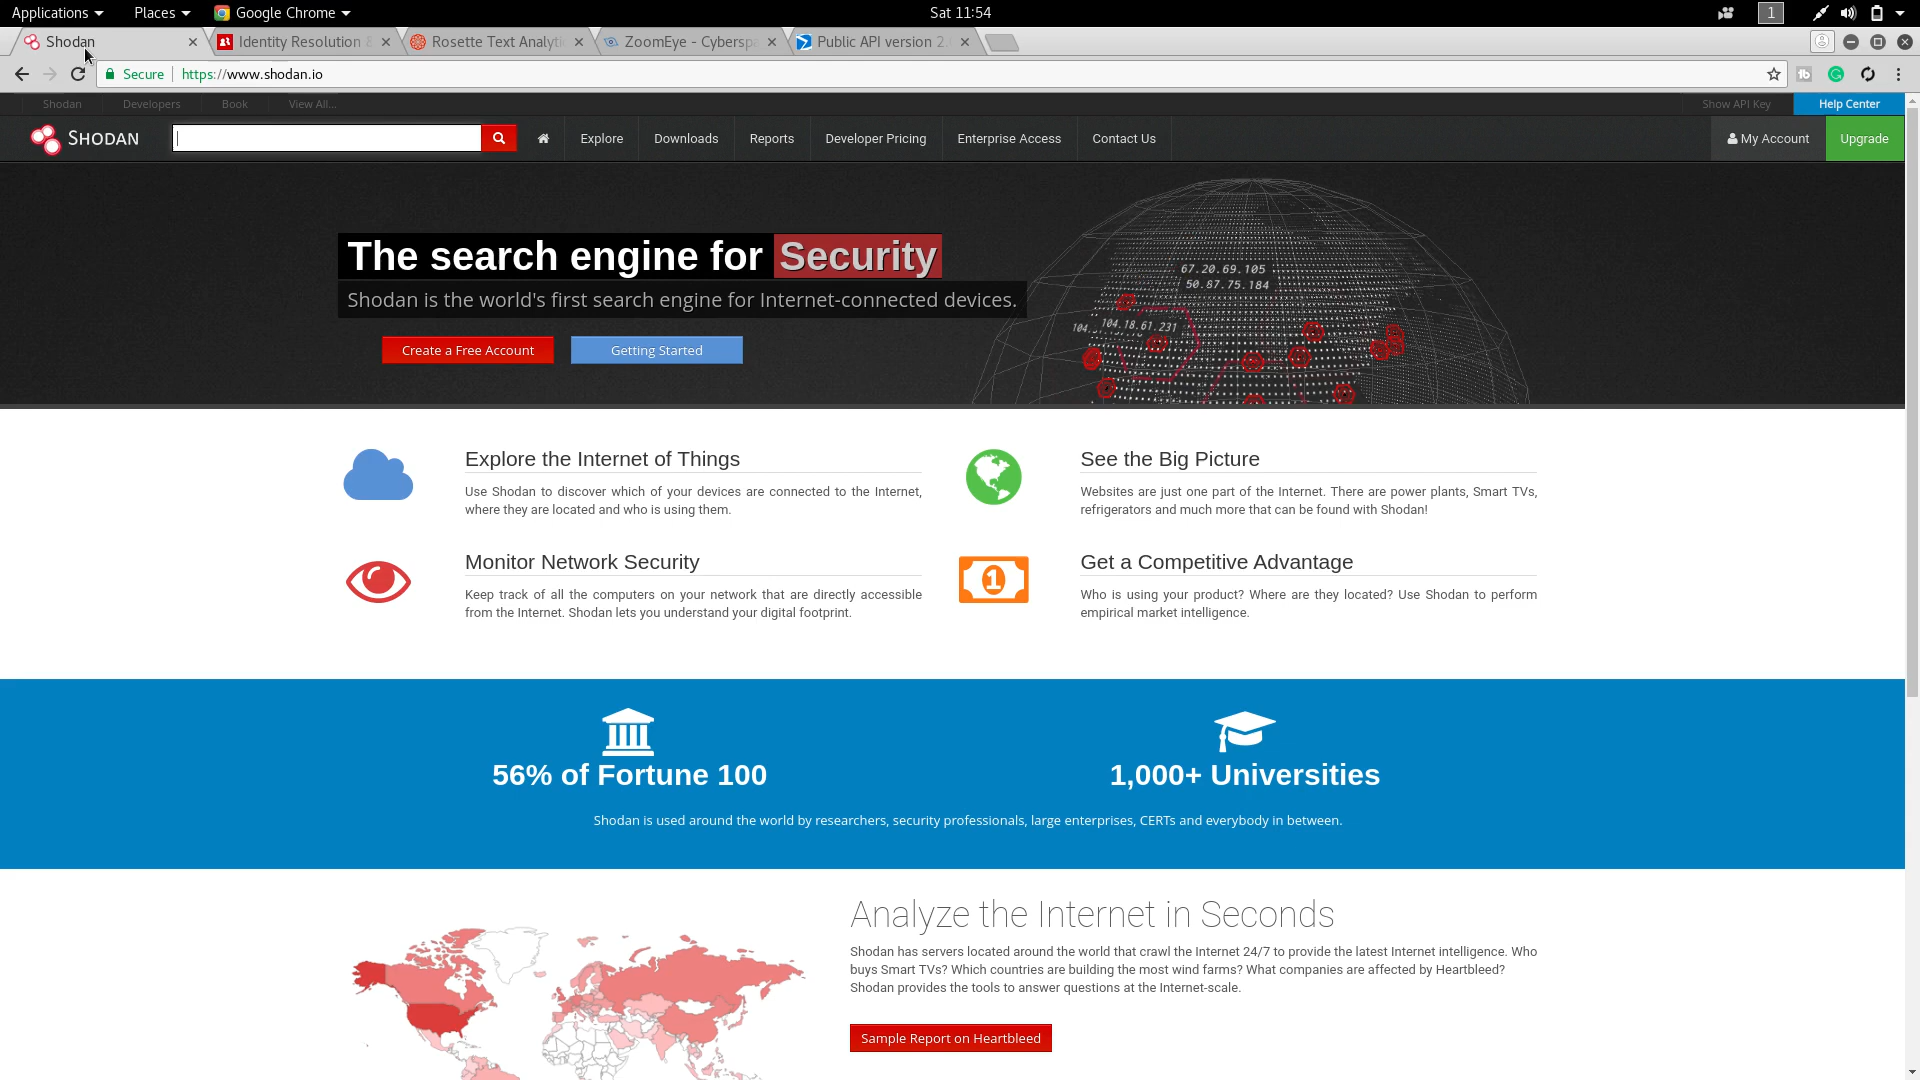 Applications Places Google Chrome Sat 11:54 1
Shodan Identity Resolution & Rosette Text Analyti ZoomEye - Cyberspa Public API version 2.
Secure https://www.shodan.io
Shodan Developers Book View All... Show API Key Help Center
SHODAN Explore Downloads Reports Developer Pricing Enterprise Access Contact Us My Account Upgrade
The search engine for Security
Shodan is the world's first search engine for Internet-connected devices.
67.20.69.105
50.87.75.184
104. 104.18.61.231
Create a Free Account Getting Started
Explore the Internet of Things
Use Shodan to discover which of your devices are connected to the Internet,
where they are located and who is using them.
See the Big Picture
Websites are just one part of the Internet. There are power plants, Smart TVs,
refrigerators and much more that can be found with Shodan!
Monitor Network Security
Keep track of all the computers on your network that are directly accessible
from the Internet. Shodan lets you understand your digital footprint.
1
Get a Competitive Advantage
Who is using your product? Where are they located? Use Shodan to perform
empirical market intelligence.
56% of Fortune 100
1,000+ Universities
Shodan is used around the world by researchers, security professionals, large enterprises, CERTs and everybody in between.
Analyze the Internet in Seconds
Shodan has servers located around the world that crawl the Internet 24/7 to provide the latest Internet intelligence. Who
buys Smart TVs? Which countries are building the most wind farms? What companies are affected by Heartbleed?
Shodan provides the tools to answer questions at the Internet-scale.
Sample Report on Heartbleed